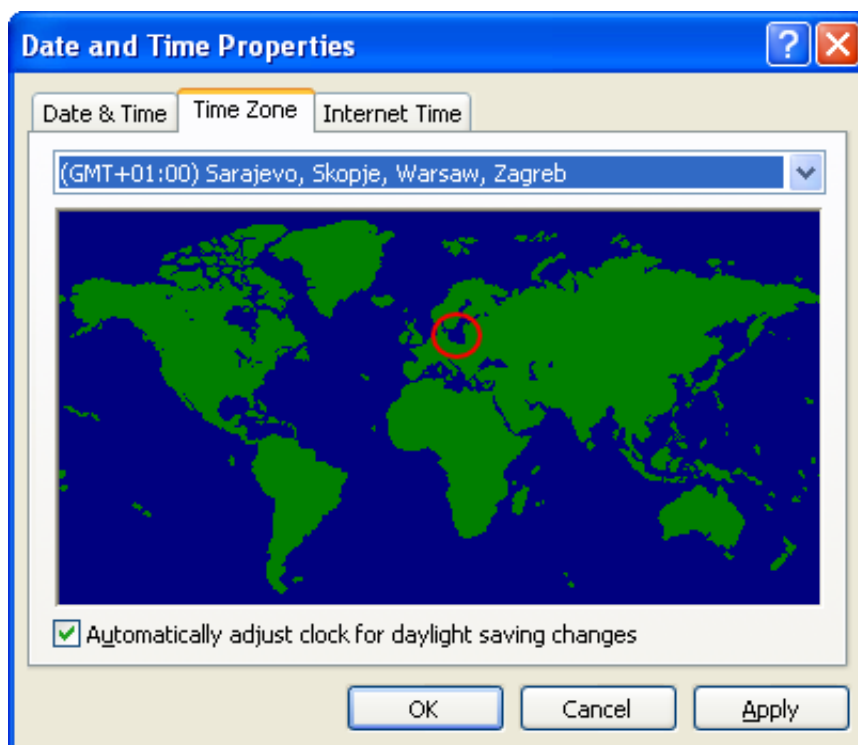 Date and Time Properties
Date & Time Time Zone Internet Time
(GMT+01:00) Sarajevo, Skopje, Warsaw, Zagreb
Automatically adjust clock for daylight saving changes
OK Cancel Apply